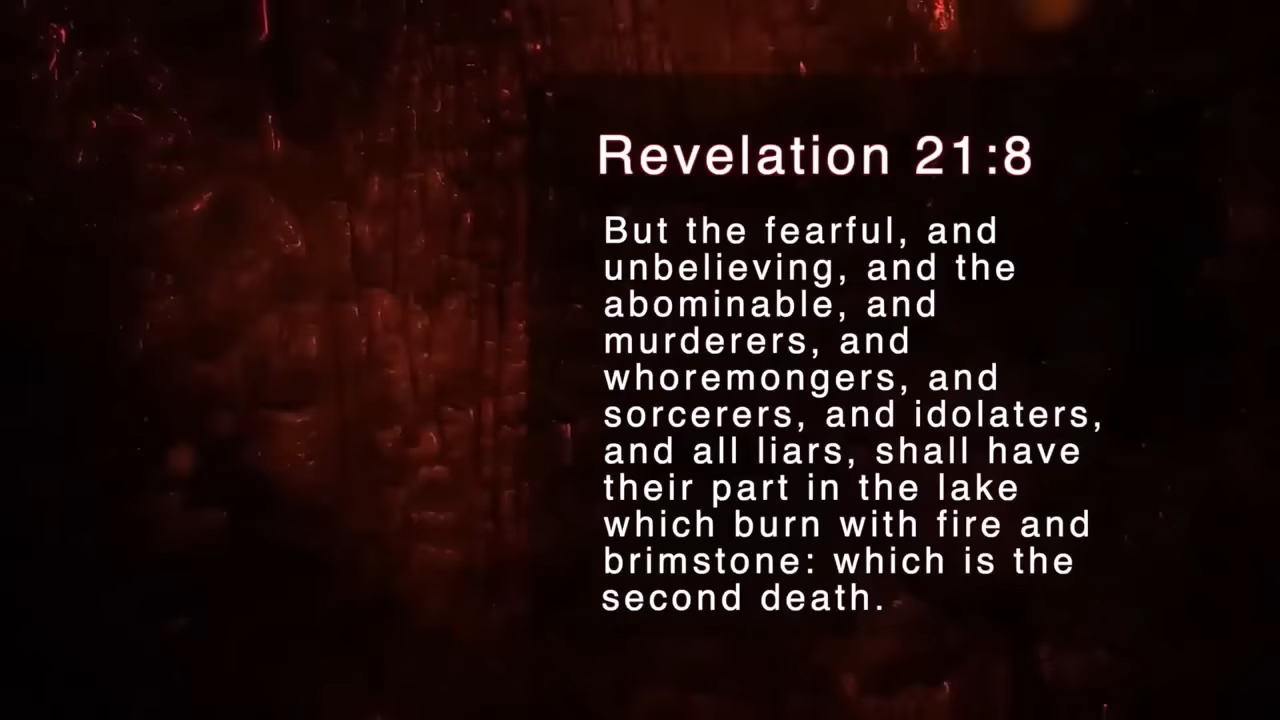 Revelation 21:8
But the fearful, and
unbelieving, and the
abominable, and
murderers, and
whoremongers, and
sorcerers, and idolaters,
and all liars, shall have
their part in the lake
which burn with fire and
brimstone: which is the
second death.